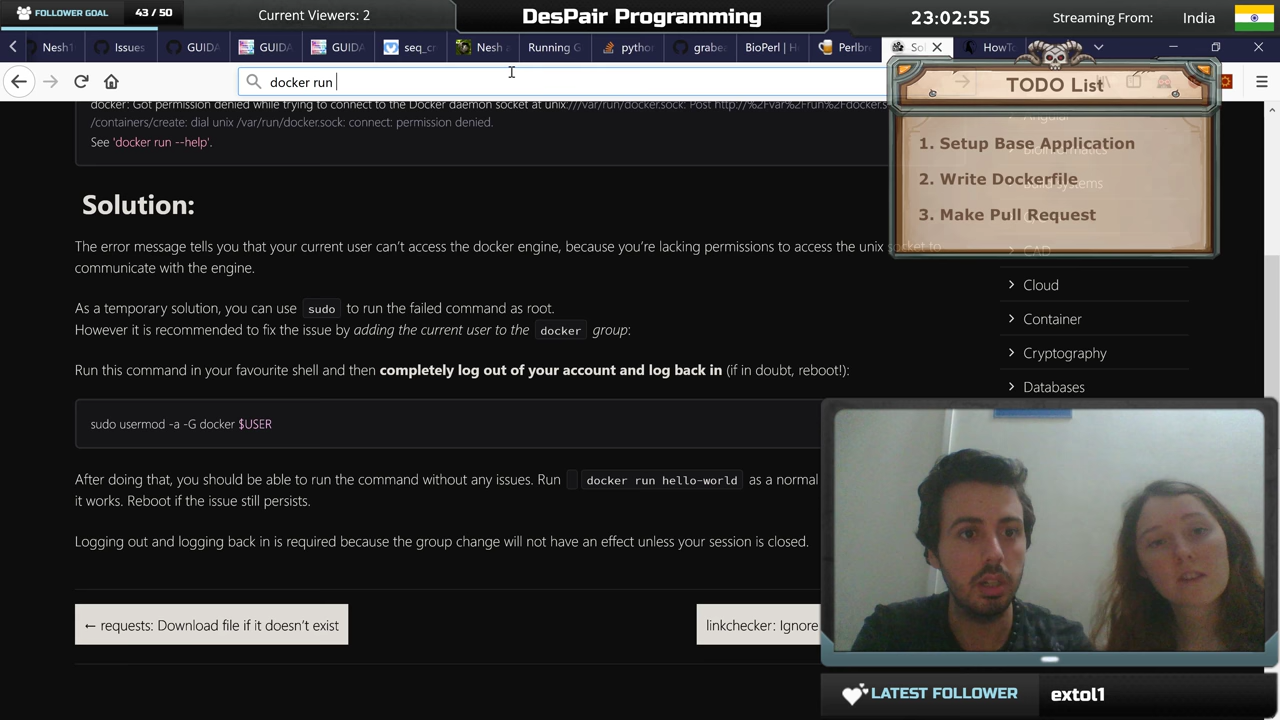 FOLLOWER GOAL
43 / 50
Current Viewers: 2
DesPair Programming
23:02:55
Streaming From:
India
Nesh1
Issues
GUIDA
GUIDA
GUIDA
seq_c
Nesh a
Running G
pytho
grabe
BioPerl | H
Perlbre
Sol
HowTo
docker run
TODO List
1. Setup Base Application
2. Write Dockerfile
3. Make Pull Request
docker: Got permission denied while trying to connect to the Docker daemon socket at unix:///var/run/docker.sock: Post http://%2Fvar%2Frun%2Fdocker.s
/containers/create: dial unix /var/run/docker.sock: connect: permission denied.
See 'docker run --help'.
Solution:
The error message tells you that your current user can't access the docker engine, because you're lacking permissions to access the unix socket to
communicate with the engine.
As a temporary solution, you can use sudo to run the failed command as root.
However it is recommended to fix the issue by adding the current user to the docker group:
Run this command in your favourite shell and then completely log out of your account and log back in (if in doubt, reboot!):
sudo usermod -a -G docker $USER
After doing that, you should be able to run the command without any issues. Run docker run hello-world as a normal
it works. Reboot if the issue still persists.
Logging out and logging back in is required because the group change will not have an effect unless your session is closed.
← requests: Download file if it doesn't exist
linkchecker: Ignore
Angular
Bioinformatics
Build systems
CAD
Cloud
Container
Cryptography
Databases
LATEST FOLLOWER
extol1